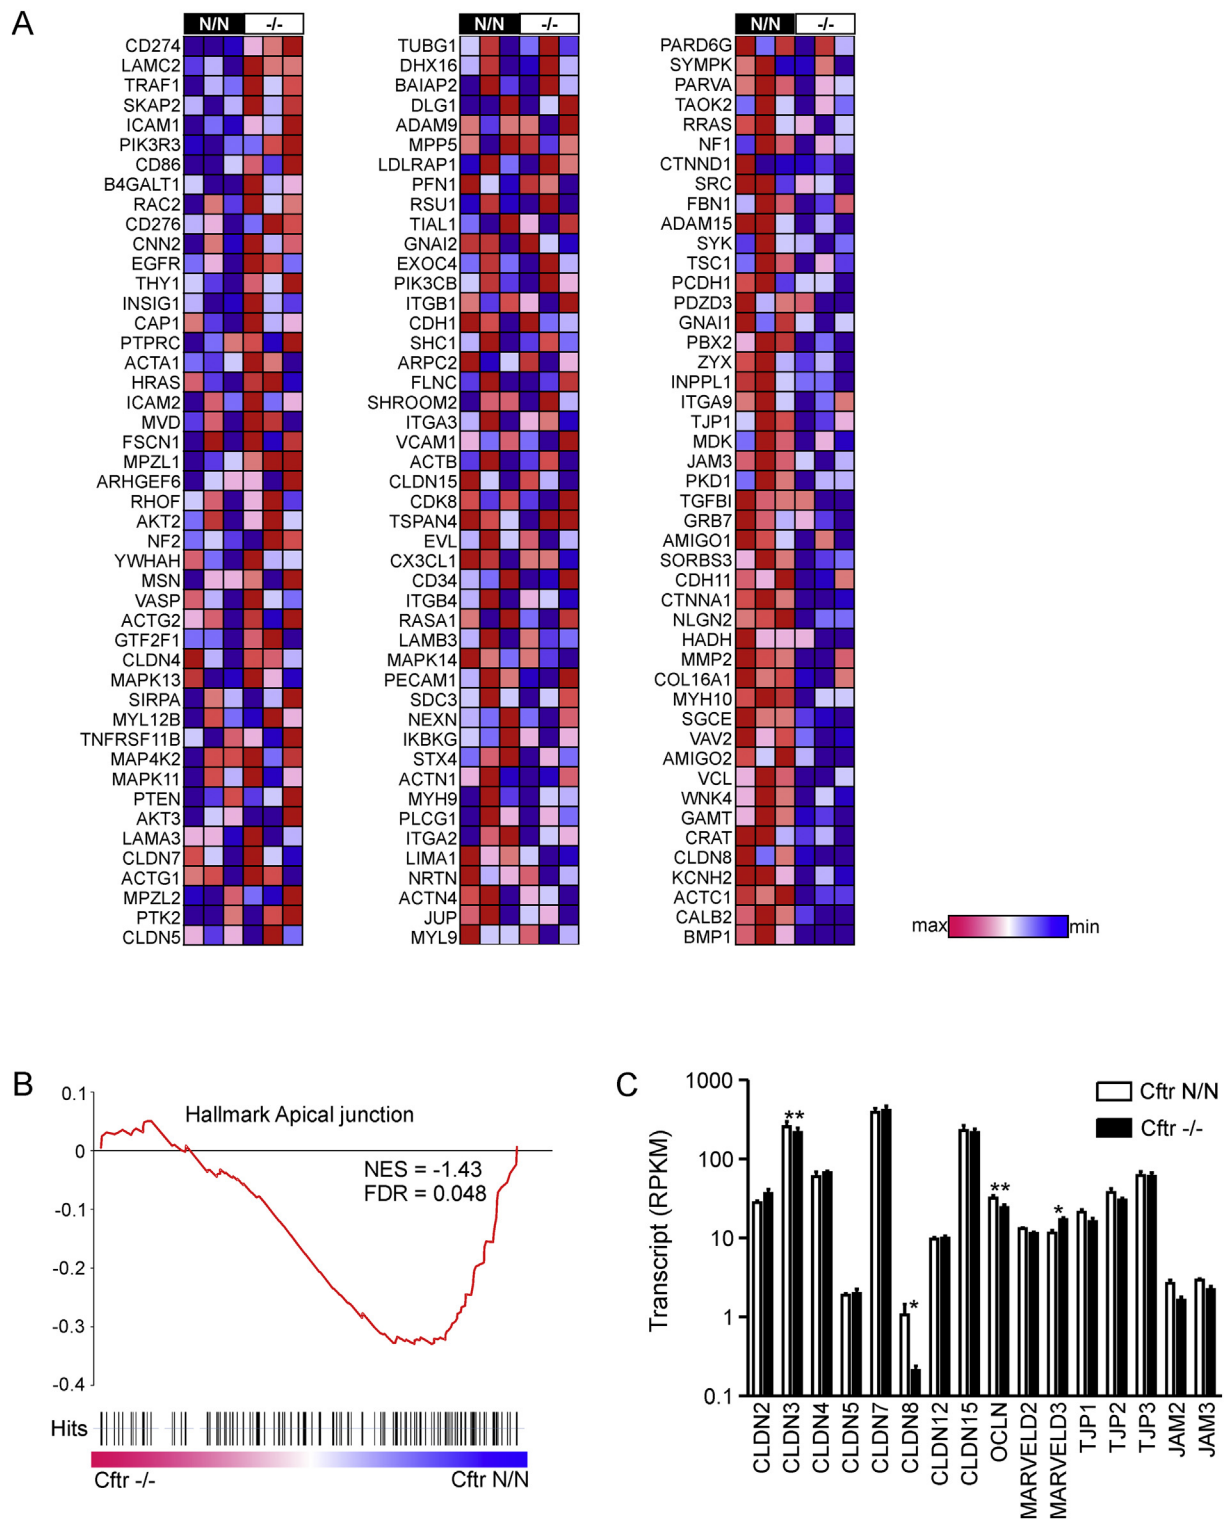 A
N/N -/-
CD274
LAMC2
TRAF1
SKAP2
ICAM1
PIK3R3
CD86
B4GALT1
RAC2
CD276
CNN2
EGFR
THY1
INSIG1
CAP1
PTPRC
ACTA1
HRAS
ICAM2
MVD
FSCN1
MPZL1
ARHGEF6
RHOF
AKT2
NF2
YWHAH
MSN
VASP
ACTG2
GTF2F1
CLDN4
MAPK13
SIRPA
MYL12B
TNFRSF11B
MAP4K2
MAPK11
PTEN
AKT3
LAMA3
CLDN7
ACTG1
MPZL2
PTK2
CLDN5
N/N -/-
TUBG1
DHX16
BAIAP2
DLG1
ADAM9
MPP5
LDLRAP1
PFN1
RSU1
TIAL1
GNAI2
EXOC4
PIK3CB
ITGB1
CDH1
SHC1
ARPC2
FLNC
SHROOM2
ITGA3
VCAM1
ACTB
CLDN15
CDK8
TSPAN4
EVL
CX3CL1
CD34
ITGB4
RASA1
LAMB3
MAPK14
PECAM1
SDC3
NEXN
IKBKG
STX4
ACTN1
MYH9
PLCG1
ITGA2
LIMA1
NRTN
ACTN4
JUP
MYL9
N/N -/-
PARD6G
SYMPK
PARVA
TAOK2
RRAS
NF1
CTNND1
SRC
FBN1
ADAM15
SYK
TSC1
PCDH1
PDZD3
GNAI1
PBX2
ZYX
INPPL1
ITGA9
TJP1
MDK
JAM3
PKD1
TGFBI
GRB7
AMIGO1
SORBS3
CDH11
CTNNA1
NLGN2
HADH
MMP2
COL16A1
MYH10
SGCE
VAV2
AMIGO2
VCL
WNK4
GAMT
CRAT
CLDN8
KCNH2
ACTC1
CALB2
BMP1
max min
B
0.1
0
-0.1
-0.2
-0.3
-0.4
Hallmark Apical junction
NES = -1.43
FDR = 0.048
Hits
Cftr -/- Cftr N/N
C
Transcript (RPKM)
1000
100
10
1
0.1
Cftr N/N
Cftr -/-
** * ** *
CLDN2
CLDN3
CLDN4
CLDN5
CLDN7
CLDN8
CLDN12
CLDN15
OCLN
MARVELD2
MARVELD3
TJP1
TJP2
TJP3
JAM2
JAM3